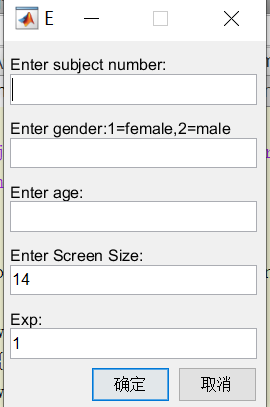 E
Enter subject number:
Enter gender:1=female,2=male
Enter age:
Enter Screen Size:
14
Exp:
1
确定 取消